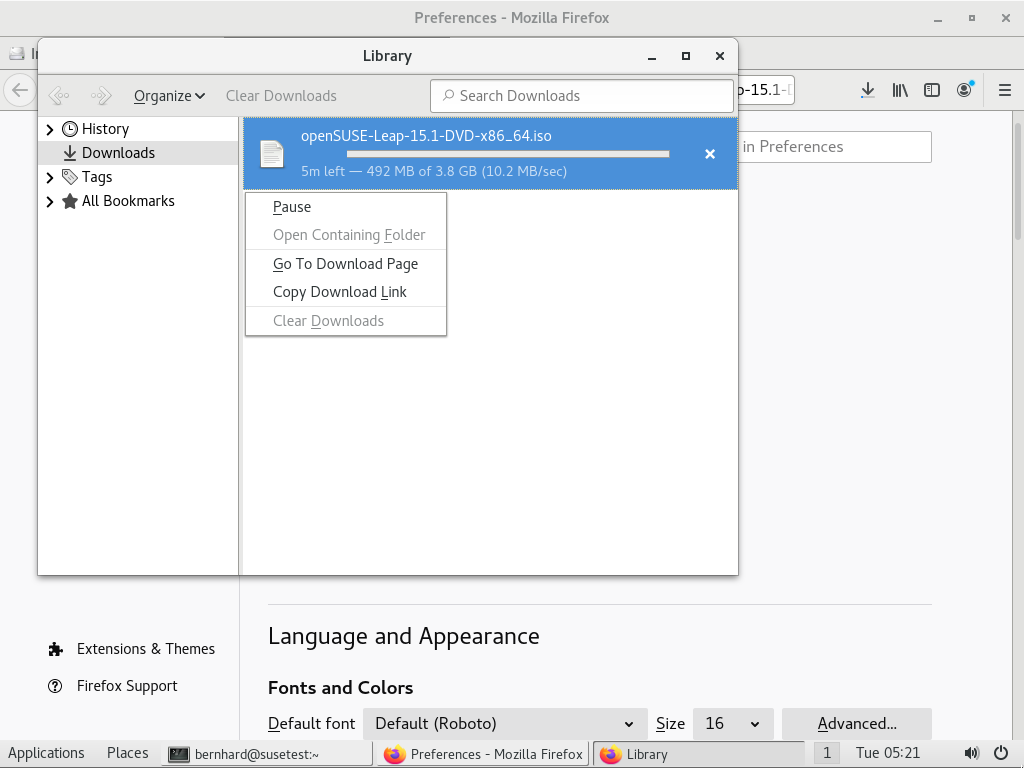 Preferences - Mozilla Firefox
Library
Organize
Clear Downloads
Search Downloads
p-15.1-
History
Downloads
Tags
All Bookmarks
openSUSE-Leap-15.1-DVD-x86_64.iso
5m left — 492 MB of 3.8 GB (10.2 MB/sec)
in Preferences
Pause
Open Containing Folder
Go To Download Page
Copy Download Link
Clear Downloads
Language and Appearance
Extensions & Themes
Firefox Support
Fonts and Colors
Default font
Default (Roboto)
Size
16
Advanced...
Applications
Places
bernhard@susetest:~
Preferences - Mozilla Firefox
Library
1
Tue 05:21